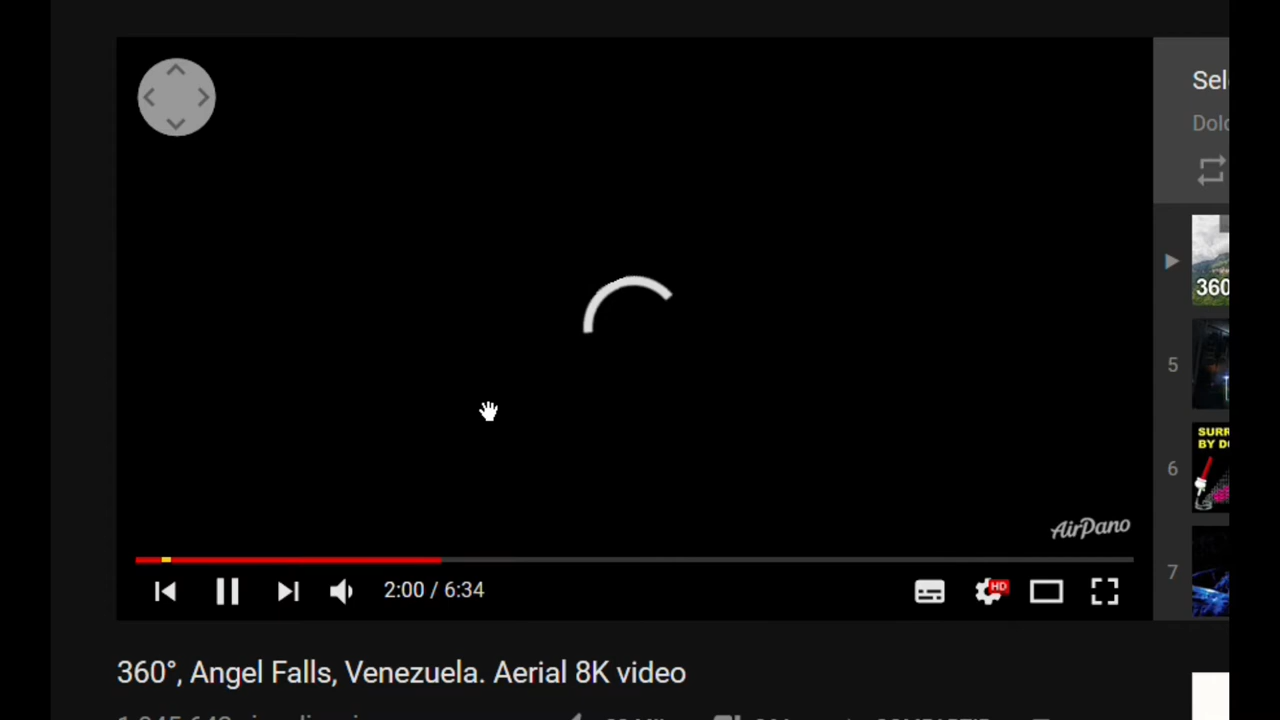 Sel
Dolc
360
5
SURR
BY D
6
AirPano
7
2:00 / 6:34
HD
360°, Angel Falls, Venezuela. Aerial 8K video